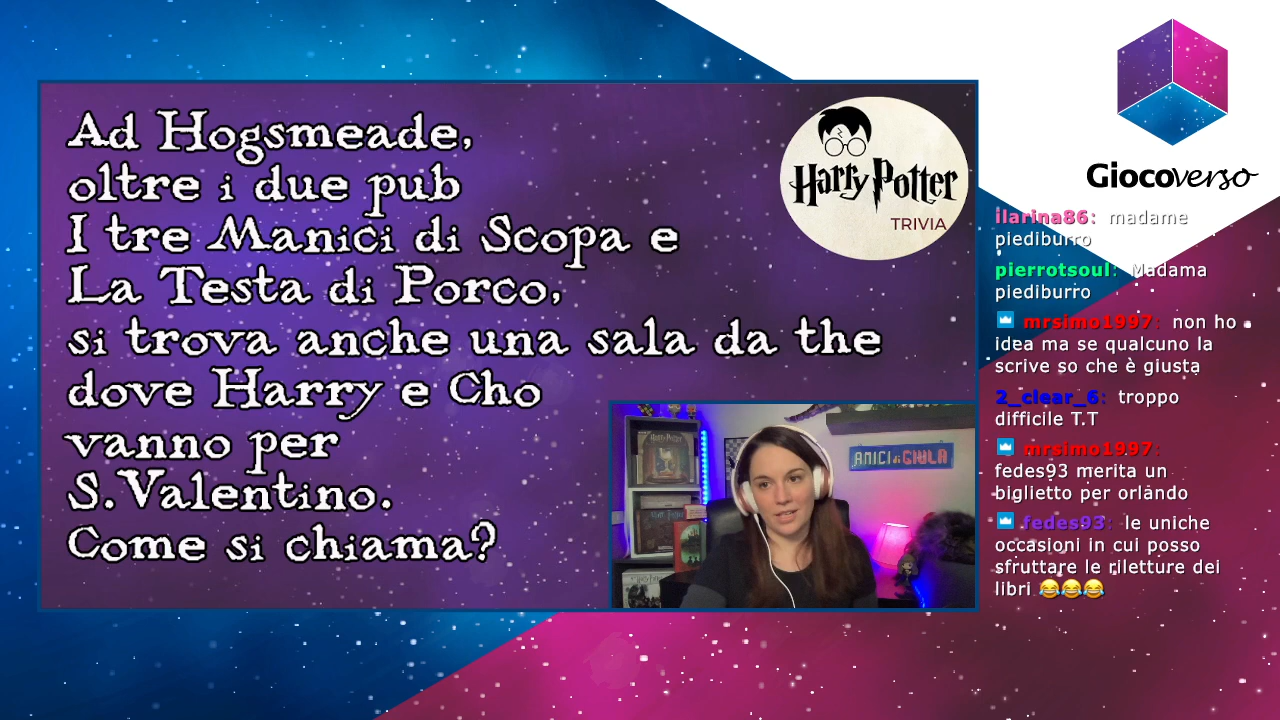 Ad Hogsmeade,
oltre i due pub
I tre Manici di Scopa e
La Testa di Porco,
si trova anche una sala da the
dove Harry e Cho
vanno per
S.Valentino.
Come si chiama?
Harry Potter
TRIVIA
AMICI di GIULA
Giocoverso
ilarina86: madame
piediburro
pierrotsoul: Madama
piediburro
mrsimo1997: non ho
idea ma se qualcuno la
scrive so che è giusta
2_clear_6: troppo
difficile T.T
mrsimo1997:
fedes93 merita un
biglietto per orlando
fedes93: le uniche
occasioni in cui posso
sfruttare le riletture dei
libri 😂😂😂